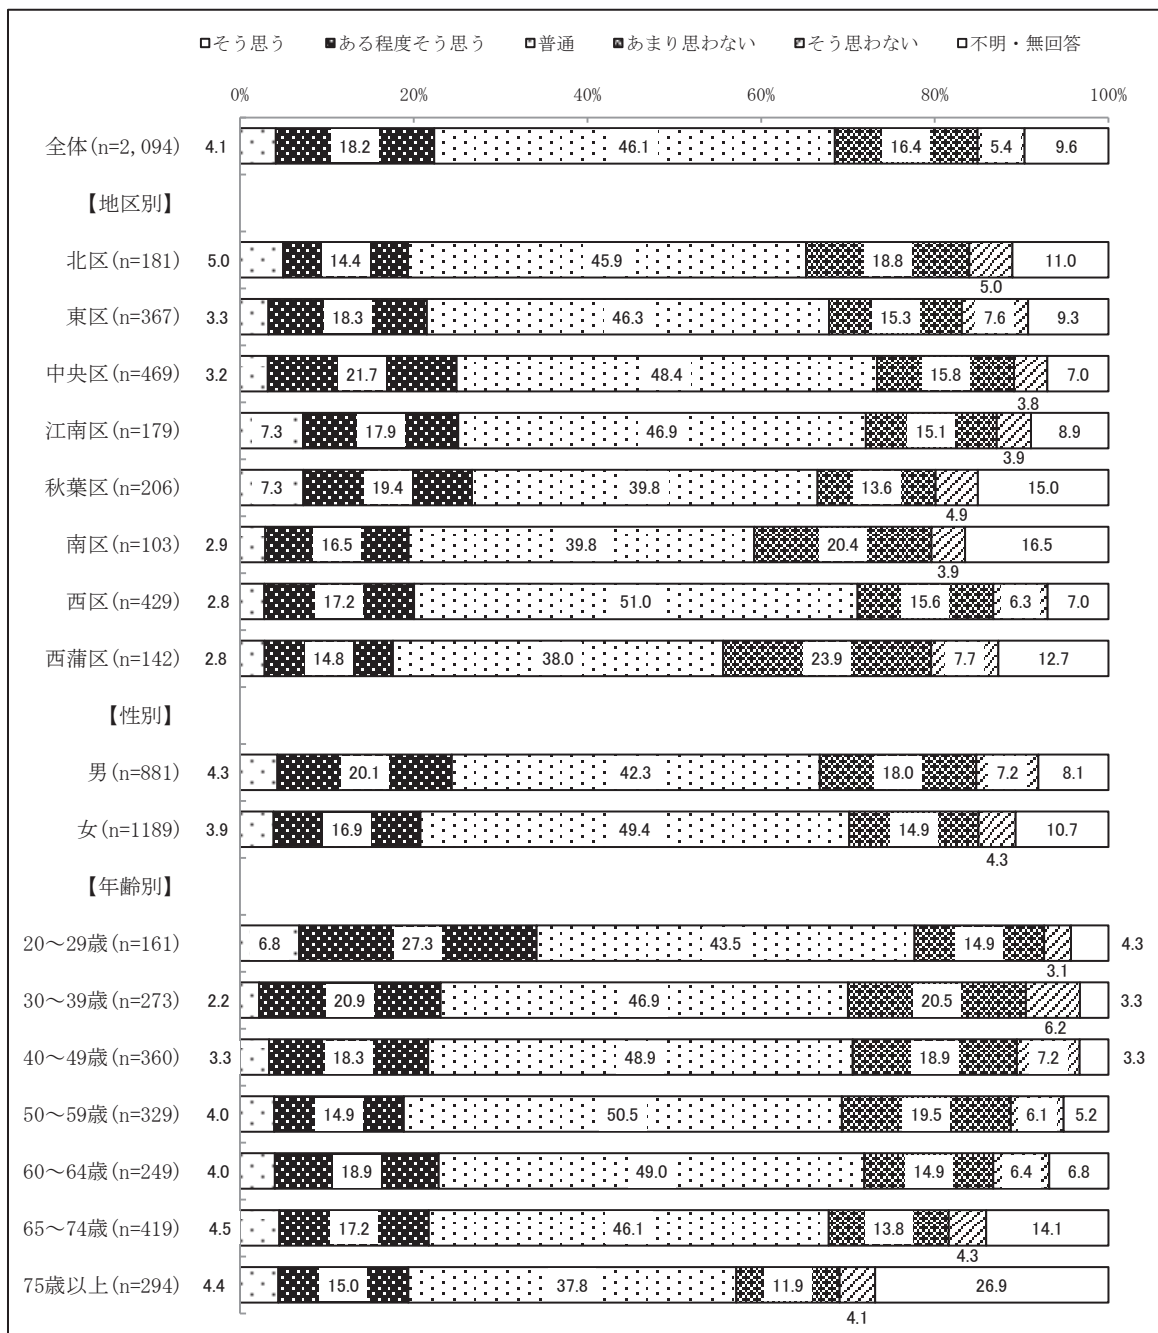 そう思う ある程度そう思う 普通 あまり思わない そう思わない 不明・無回答
0% 20% 40% 60% 80% 100%
全体(n=2,094) 4.1 18.2 46.1 16.4 5.4 9.6
【地区別】
北区(n=181) 5.0 14.4 45.9 18.8 5.0 11.0
東区(n=367) 3.3 18.3 46.3 15.3 7.6 9.3
中央区(n=469) 3.2 21.7 48.4 15.8 3.8 7.0
江南区(n=179) 7.3 17.9 46.9 15.1 3.9 8.9
秋葉区(n=206) 7.3 19.4 39.8 13.6 4.9 15.0
南区(n=103) 2.9 16.5 39.8 20.4 3.9 16.5
西区(n=429) 2.8 17.2 51.0 15.6 6.3 7.0
西蒲区(n=142) 2.8 14.8 38.0 23.9 7.7 12.7
【性別】
男(n=881) 4.3 20.1 42.3 18.0 7.2 8.1
女(n=1189) 3.9 16.9 49.4 14.9 4.3 10.7
【年齢別】
20～29歳(n=161) 6.8 27.3 43.5 14.9 3.1 4.3
30～39歳(n=273) 2.2 20.9 46.9 20.5 6.2 3.3
40～49歳(n=360) 3.3 18.3 48.9 18.9 7.2 3.3
50～59歳(n=329) 4.0 14.9 50.5 19.5 6.1 5.2
60～64歳(n=249) 4.0 18.9 49.0 14.9 6.4 6.8
65～74歳(n=419) 4.5 17.2 46.1 13.8 4.3 14.1
75歳以上(n=294) 4.4 15.0 37.8 11.9 4.1 26.9